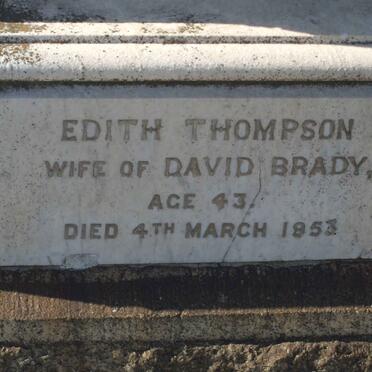 EDITH THOMPSON
WIFE OF DAVID BRADY,
AGE 43.
DIED 4TH MARCH 1953